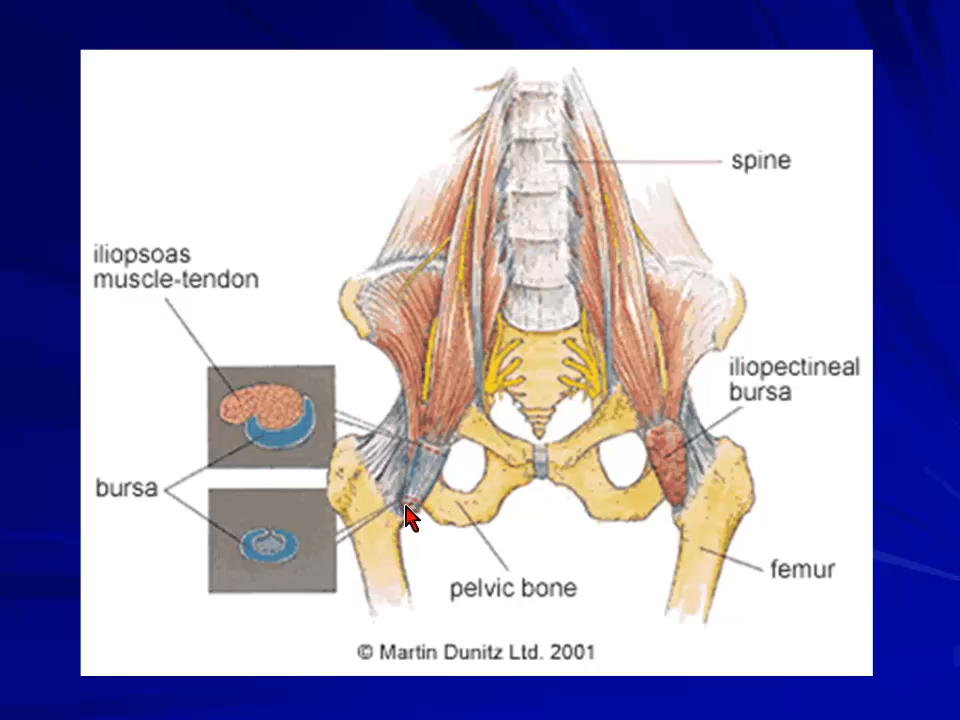 spine
iliopsoas
muscle-tendon
iliopectineal
bursa
bursa
femur
pelvic bone
© Martin Dunitz Ltd. 2001